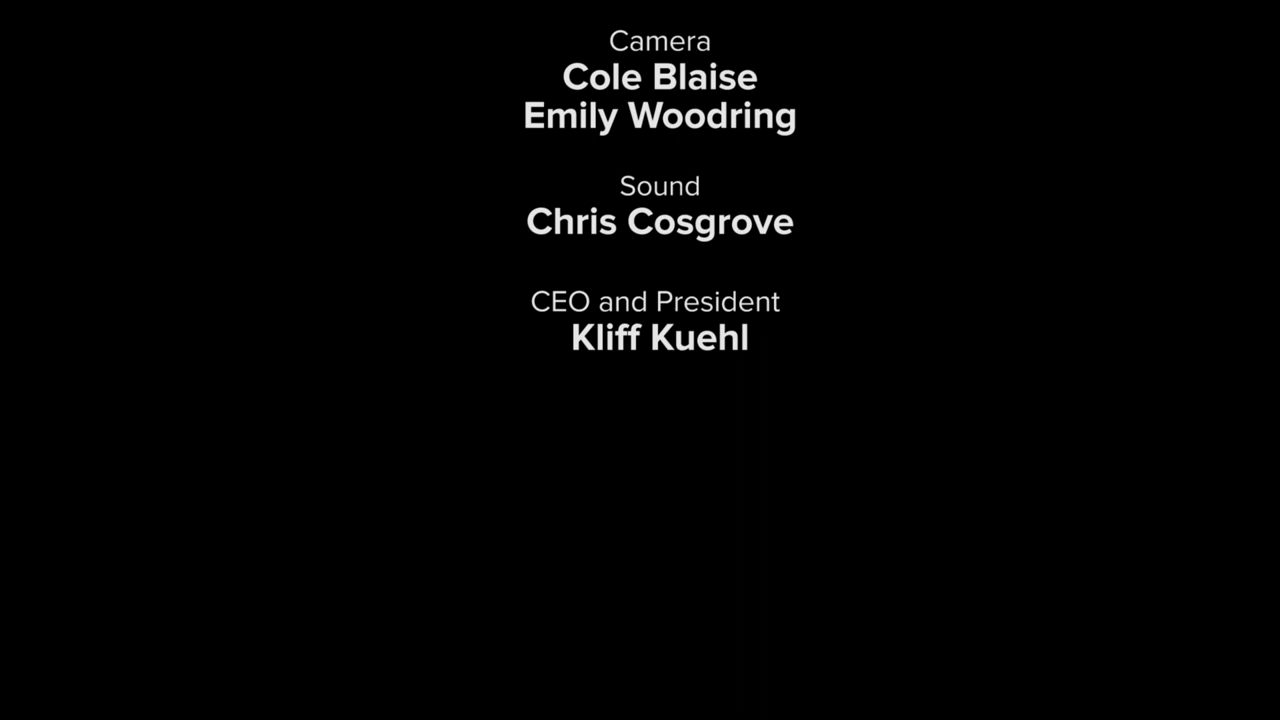 Camera
Cole Blaise
Emily Woodring
Sound
Chris Cosgrove
CEO and President
Kliff Kuehl